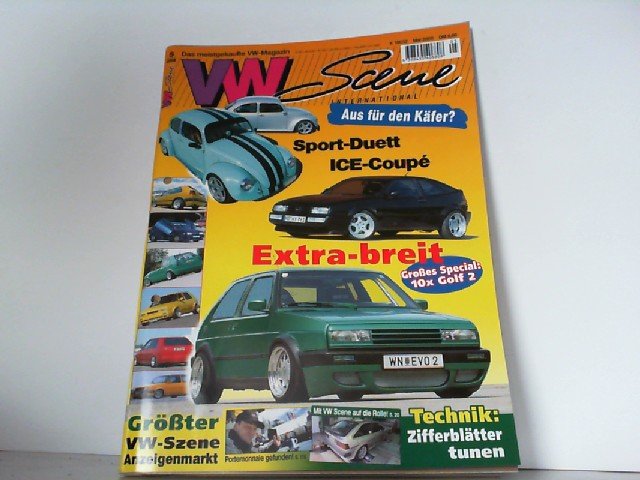 Das meistgekaufte VW-Magazin
VW Scene
INTERNATIONAL
Aus für den Käfer?
Sport-Duett
ICE-Coupé
Extra-breit
Großes Special:
10x Golf 2
WN EVO 2
Größter
VW-Szene
Anzeigenmarkt
Portemonnaie gefunden!
Mit VW Scene auf die Rolle!
Technik:
Zifferblätter
tunen